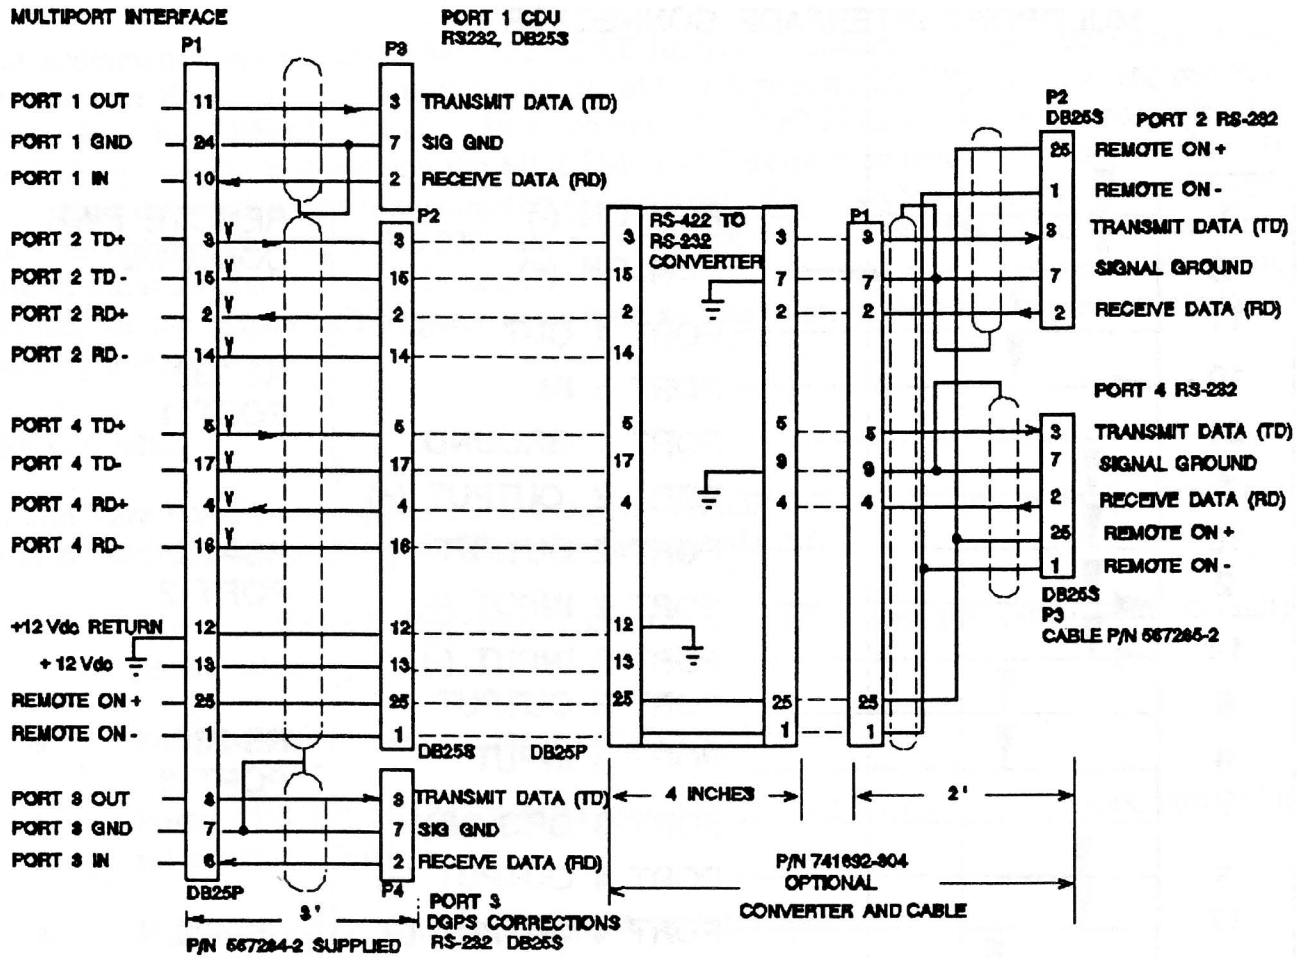 MULTIPORT INTERFACE
PORT 1 CDU
RS232, DB25S
P1
P3
PORT 1 OUT 11 3 TRANSMIT DATA (TD)
PORT 1 GND 24 7 SIG GND
PORT 1 IN 10 2 RECEIVE DATA (RD)
P2
PORT 2 TD+ 3 3
PORT 2 TD- 15 15
PORT 2 RD+ 2 2
PORT 2 RD- 14 14
PORT 4 TD+ 5 5
PORT 4 TD- 17 17
PORT 4 RD+ 4 4
PORT 4 RD- 16 16
+12 Vdc RETURN 12 12
+ 12 Vdc 13 13
REMOTE ON + 25 25
REMOTE ON - 1 1
DB25S
DB25P
PORT 3 OUT 8 3 TRANSMIT DATA (TD)
PORT 3 GND 7 7 SIG GND
PORT 3 IN 6 2 RECEIVE DATA (RD)
DB25P
P4
3'
PORT 3
DGPS CORRECTIONS
RS-232 DB25S
P/N 567284-2 SUPPLIED
RS-422 TO
RS-232
CONVERTER
3 3
15 7
2 2
14
5 5
17 9
4 4
12
13
25 25
1
P1
3
7
2
5
9
4
25
1
P2
DB25S
PORT 2 RS-232
25 REMOTE ON +
1 REMOTE ON -
3 TRANSMIT DATA (TD)
7 SIGNAL GROUND
2 RECEIVE DATA (RD)
PORT 4 RS-232
3 TRANSMIT DATA (TD)
7 SIGNAL GROUND
2 RECEIVE DATA (RD)
25 REMOTE ON +
1 REMOTE ON -
DB25S
P3
CABLE P/N 567285-2
4 INCHES
2'
P/N 741692-804
OPTIONAL
CONVERTER AND CABLE